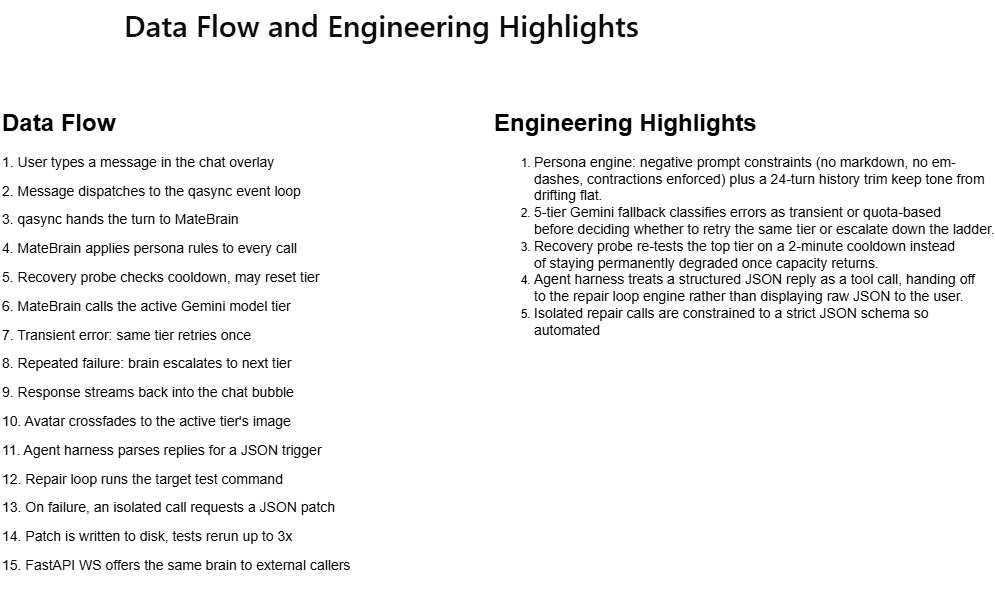 Data Flow and Engineering Highlights
Data Flow
1. User types a message in the chat overlay
2. Message dispatches to the qasync event loop
3. qasync hands the turn to MateBrain
4. MateBrain applies persona rules to every call
5. Recovery probe checks cooldown, may reset tier
6. MateBrain calls the active Gemini model tier
7. Transient error: same tier retries once
8. Repeated failure: brain escalates to next tier
9. Response streams back into the chat bubble
10. Avatar crossfades to the active tier's image
11. Agent harness parses replies for a JSON trigger
12. Repair loop runs the target test command
13. On failure, an isolated call requests a JSON patch
14. Patch is written to disk, tests rerun up to 3x
15. FastAPI WS offers the same brain to external callers
Engineering Highlights
1. Persona engine: negative prompt constraints (no markdown, no em-
dashes, contractions enforced) plus a 24-turn history trim keep tone from
drifting flat.
2. 5-tier Gemini fallback classifies errors as transient or quota-based
before deciding whether to retry the same tier or escalate down the ladder.
3. Recovery probe re-tests the top tier on a 2-minute cooldown instead
of staying permanently degraded once capacity returns.
4. Agent harness treats a structured JSON reply as a tool call, handing off
to the repair loop engine rather than displaying raw JSON to the user.
5. Isolated repair calls are constrained to a strict JSON schema so
automated